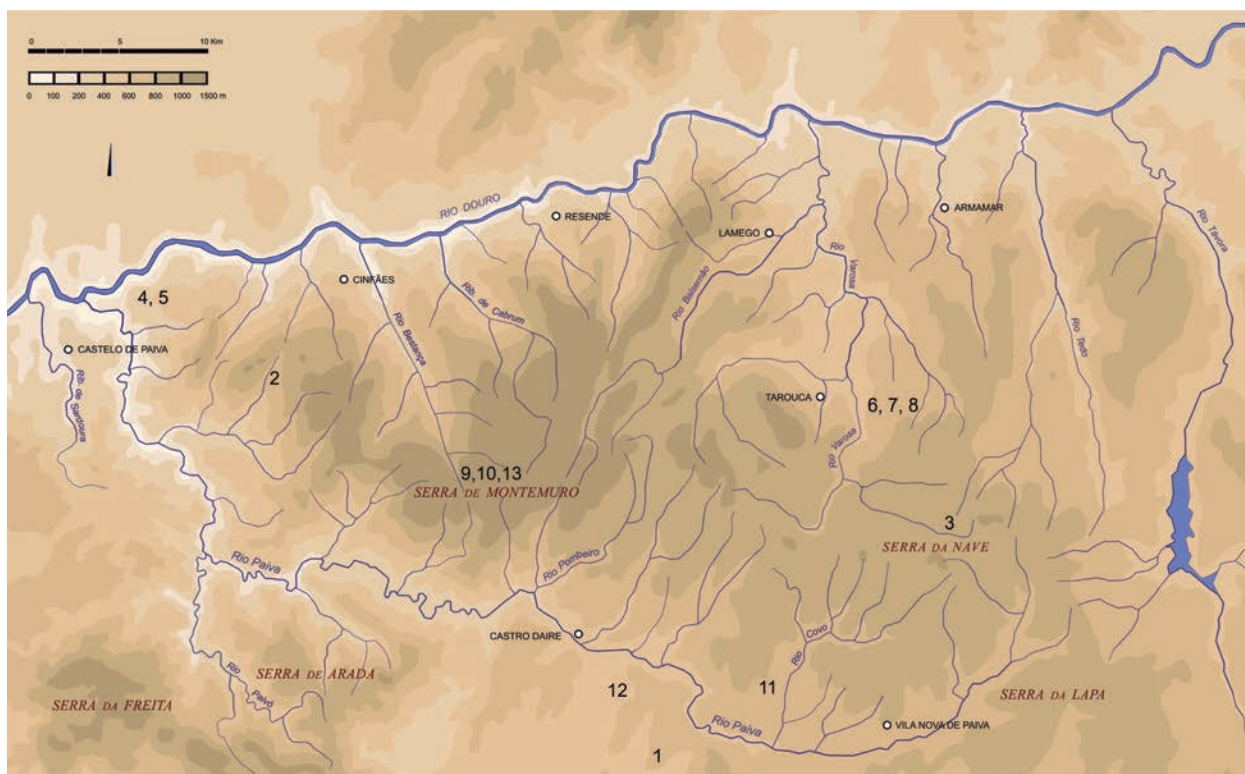 0 5 10 Km
0 100 200 400 600 800 1000 1500 m
RIO DOURO
RESENDE
ARMAMAR
LAMEGO
Rio Távora
Rio
Varosa
CINFÃES
4, 5
Rio Balsemão
Rib. de Cabrum
Rio Bestança
Rio Tedo
CASTELO DE PAIVA
Rib. de Sardoura
2
TAROUCA
6, 7, 8
Rio Varosa
9,10,13
SERRA DE MONTEMURO
3
SERRA DA NAVE
Rio Paiva
Rio Pombeiro
CASTRO DAIRE
Rio Covo
SERRA DE ARADA
Rio Paivô
SERRA DA FREITA
12
11
SERRA DA LAPA
Rio Paiva
VILA NOVA DE PAIVA
1